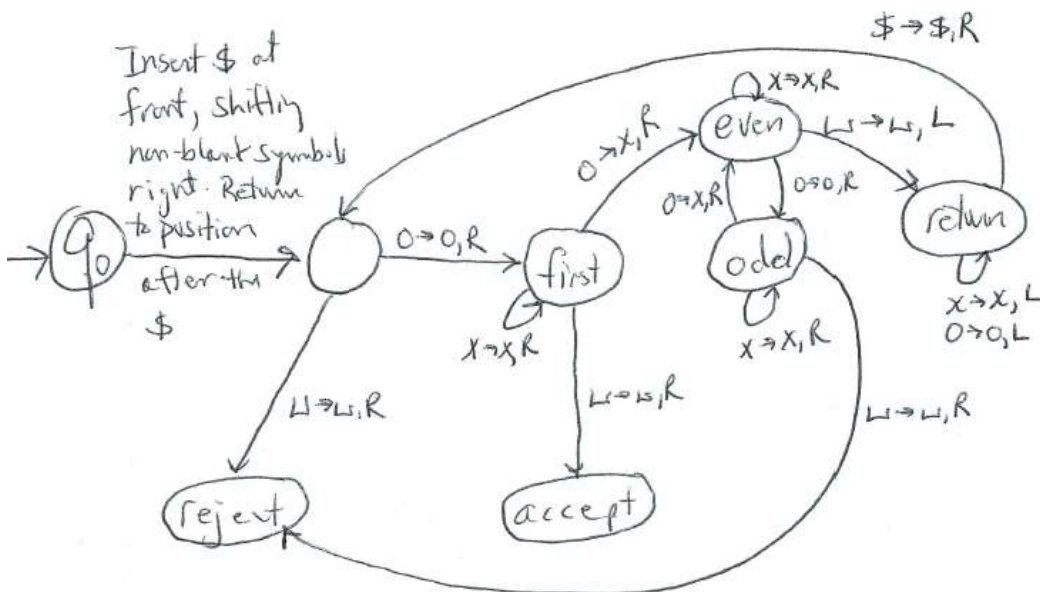 Insert $ at
front, shifting
non-blank symbols
right. Return
to position
after the
$
q₀
$→$,R
x→x,R
even
0→x,R
⊔→⊔,L
0→x,R
0→0,R
return
0→0,R
first
odd
x→x,R
x→x,R
x→x,L
0→0,L
⊔→⊔,R
⊔→⊔,R
⊔→⊔,R
reject
accept